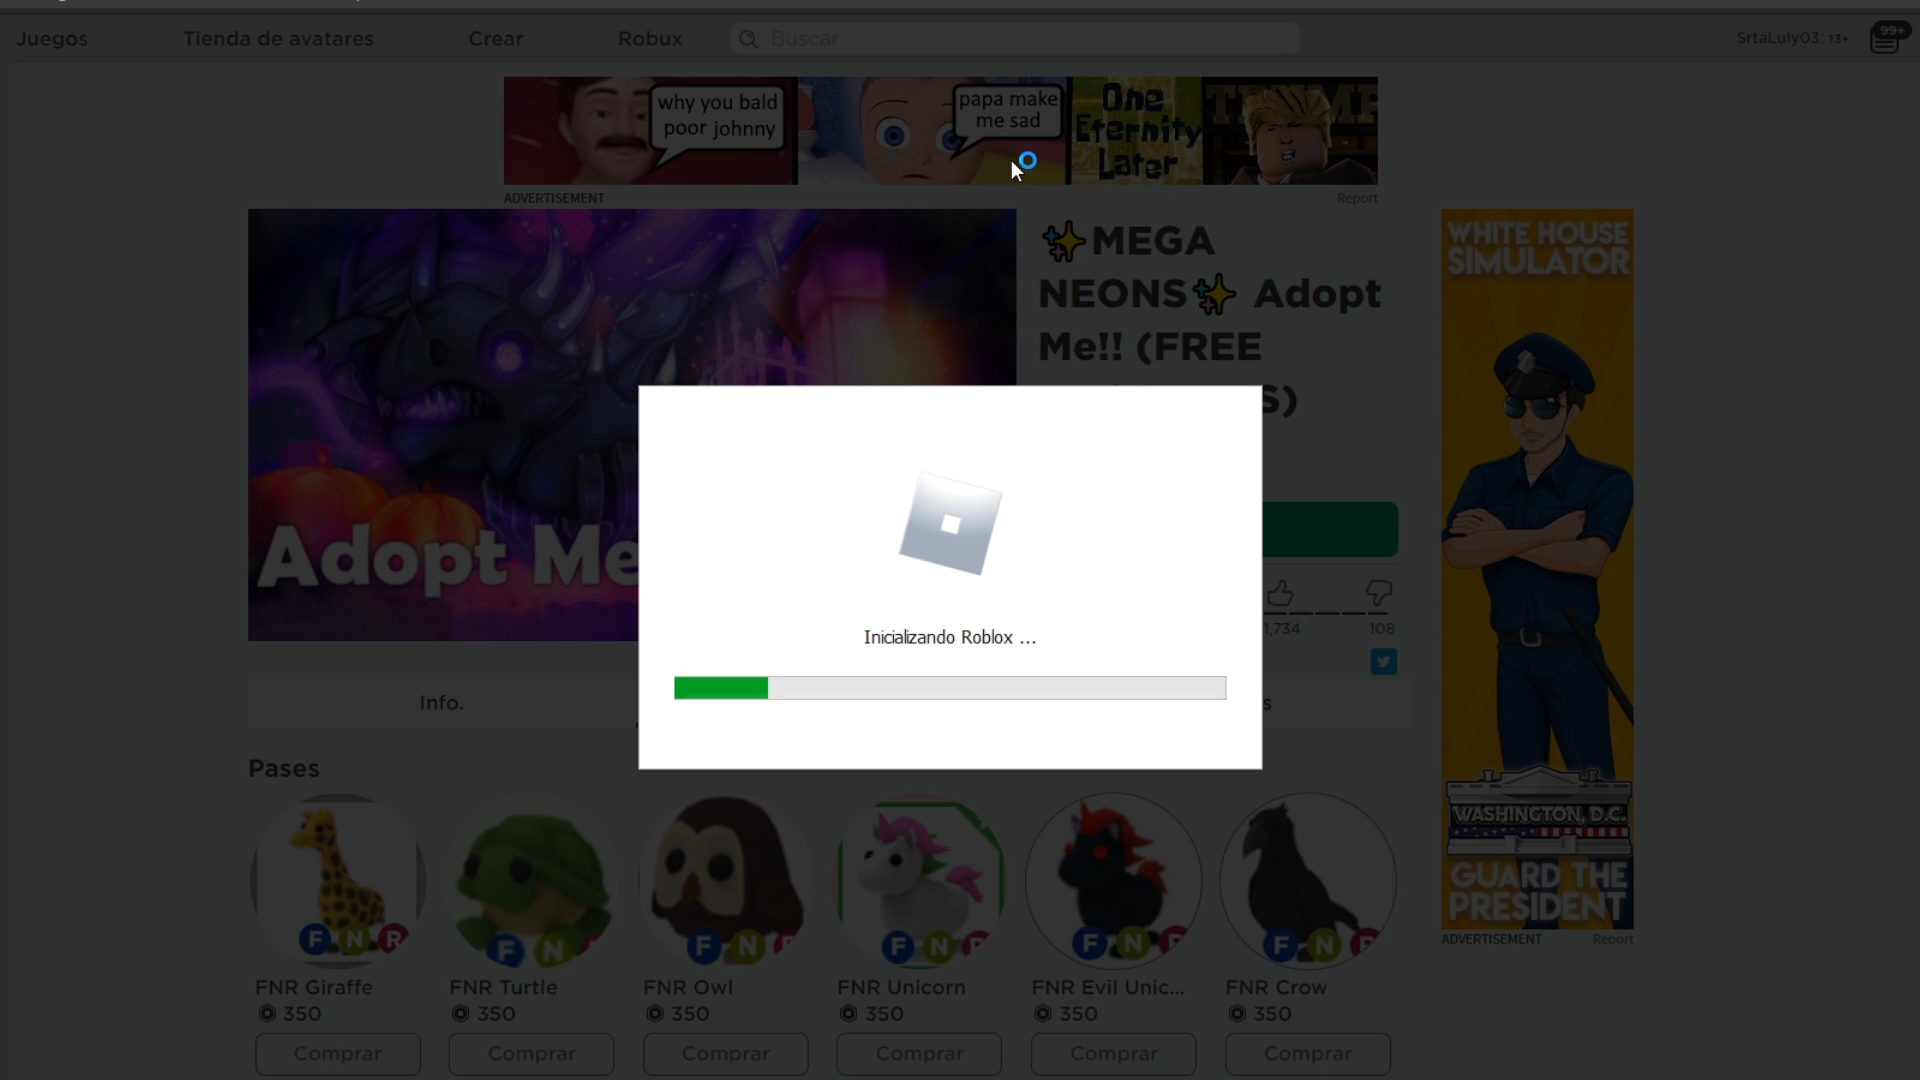 Juegos
Tienda de avatares
Crear
Robux
Buscar
SrtaLuly03: 13+
99+
why you bald
poor johnny
papa make
me sad
One
Eternity
Later
TRUMP
ADVERTISEMENT
Report
✨MEGA
NEONS✨ Adopt
Me!! (FREE
S)
Adopt Me
WHITE HOUSE
SIMULATOR
WASHINGTON, D.C.
GUARD THE
PRESIDENT
ADVERTISEMENT
Report
Inicializando Roblox ...
1,734
108
Info.
s
Pases
F N R
F N
F N
F N
F N
F N
FNR Giraffe
FNR Turtle
FNR Owl
FNR Unicorn
FNR Evil Unic...
FNR Crow
350
350
350
350
350
350
Comprar
Comprar
Comprar
Comprar
Comprar
Comprar